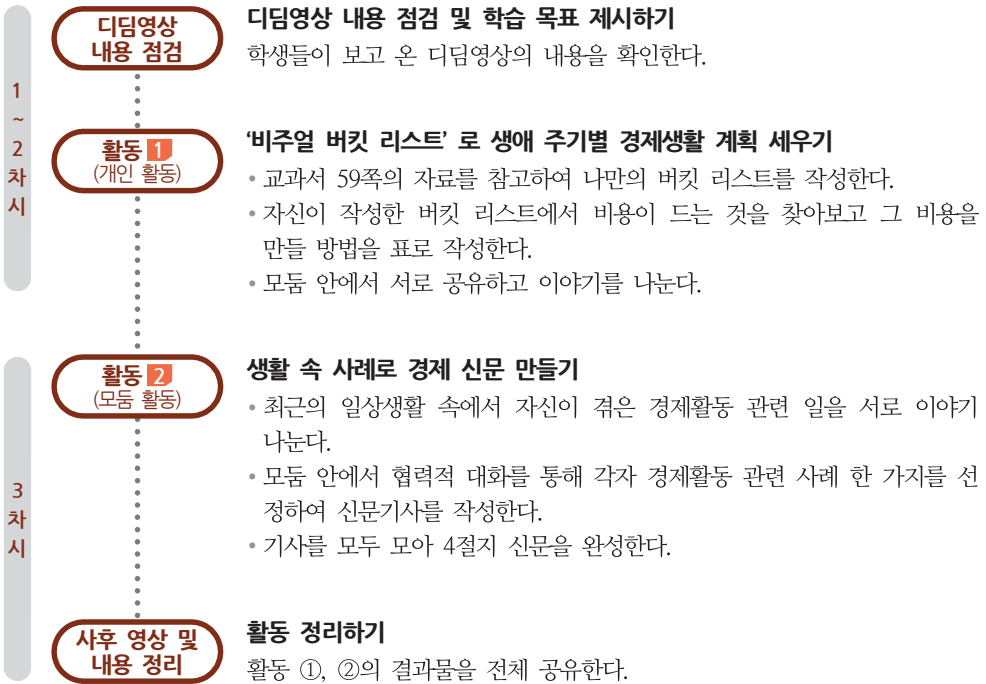 1
~
2
차
시
디딤영상
내용 점검
디딤영상 내용 점검 및 학습 목표 제시하기
학생들이 보고 온 디딤영상의 내용을 확인한다.
활동 1
(개인 활동)
‘비주얼 버킷 리스트’ 로 생애 주기별 경제생활 계획 세우기
• 교과서 59쪽의 자료를 참고하여 나만의 버킷 리스트를 작성한다.
• 자신이 작성한 버킷 리스트에서 비용이 드는 것을 찾아보고 그 비용을
만들 방법을 표로 작성한다.
• 모둠 안에서 서로 공유하고 이야기를 나눈다.
3
차
시
활동 2
(모둠 활동)
생활 속 사례로 경제 신문 만들기
• 최근의 일상생활 속에서 자신이 겪은 경제활동 관련 일을 서로 이야기
나눈다.
• 모둠 안에서 협력적 대화를 통해 각자 경제활동 관련 사례 한 가지를 선
정하여 신문기사를 작성한다.
• 기사를 모두 모아 4절지 신문을 완성한다.
사후 영상 및
내용 정리
활동 정리하기
활동 ①, ②의 결과물을 전체 공유한다.